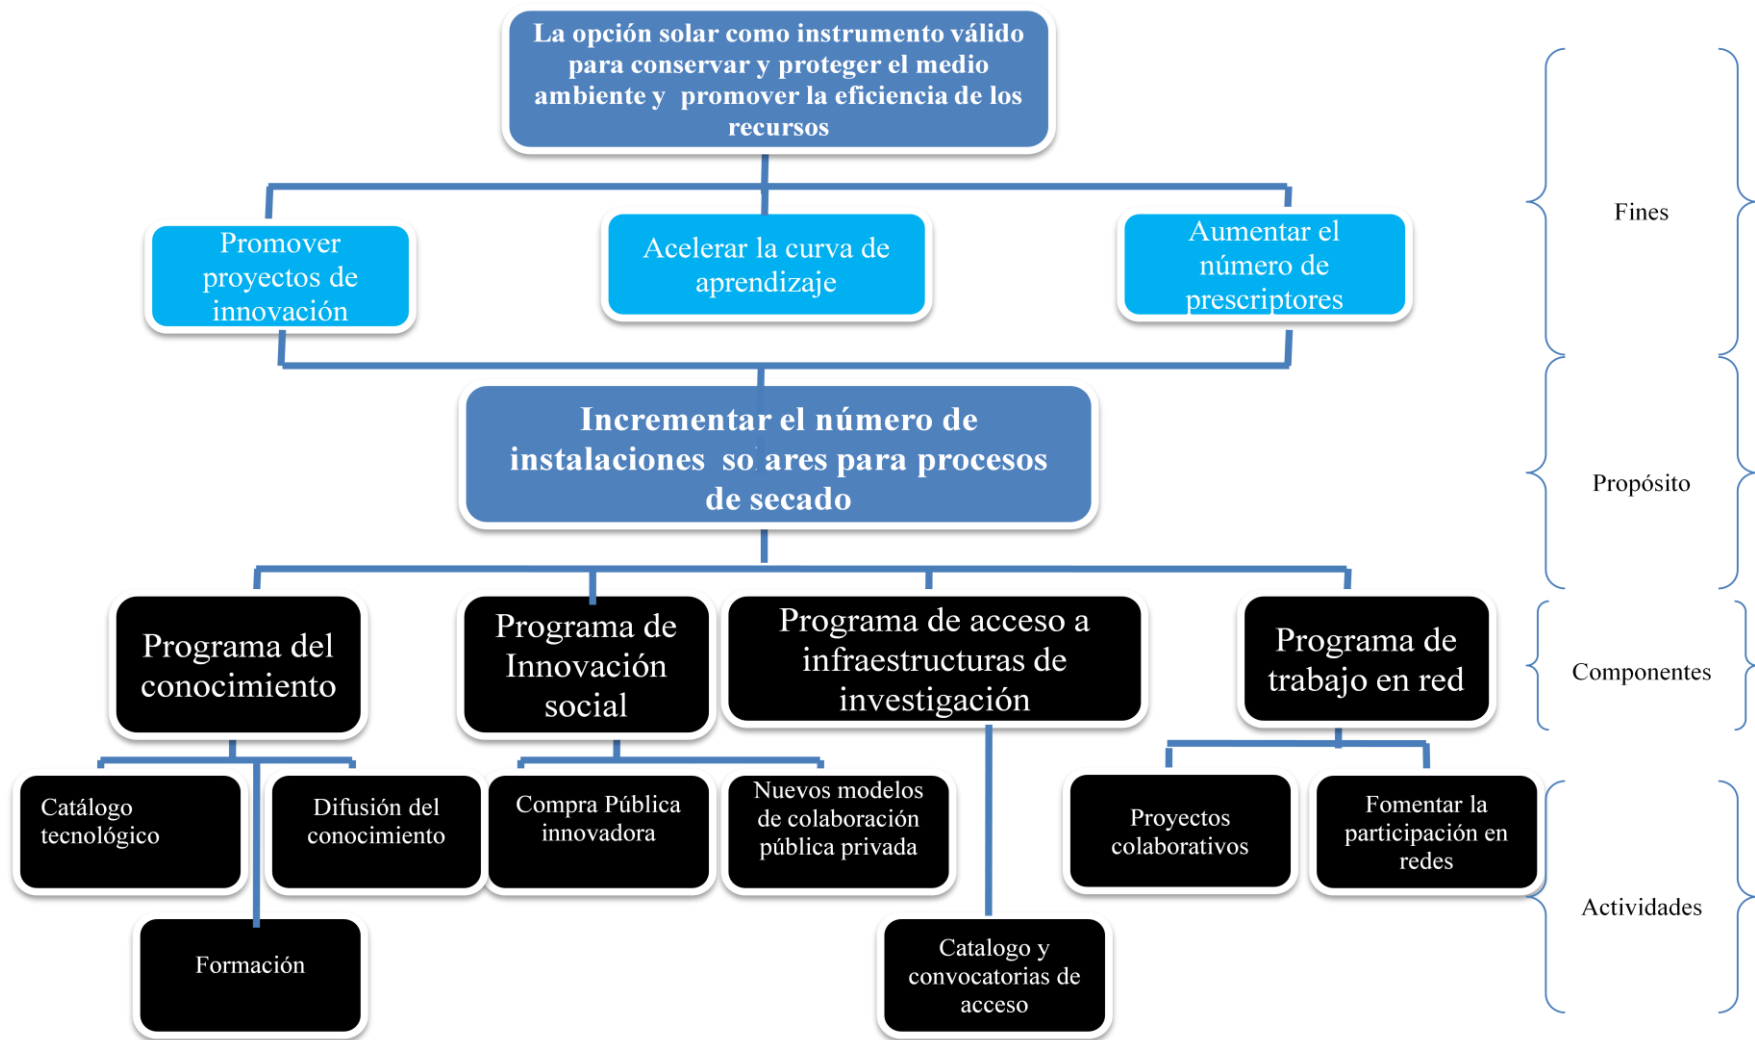 La opción solar como instrumento válido
para conservar y proteger el medio
ambiente y promover la eficiencia de los
recursos
Fines
Promover
proyectos de
innovación
Acelerar la curva de
aprendizaje
Aumentar el
número de
prescriptores
Incrementar el número de
instalaciones solares para procesos
de secado
Propósito
Programa del
conocimiento
Programa de
Innovación
social
Programa de acceso a
infraestructuras de
investigación
Programa de
trabajo en red
Componentes
Catálogo
tecnológico
Difusión del
conocimiento
Compra Pública
innovadora
Nuevos modelos
de colaboración
pública privada
Proyectos
colaborativos
Fomentar la
participación en
redes
Actividades
Formación
Catalogo y
convocatorias de
acceso